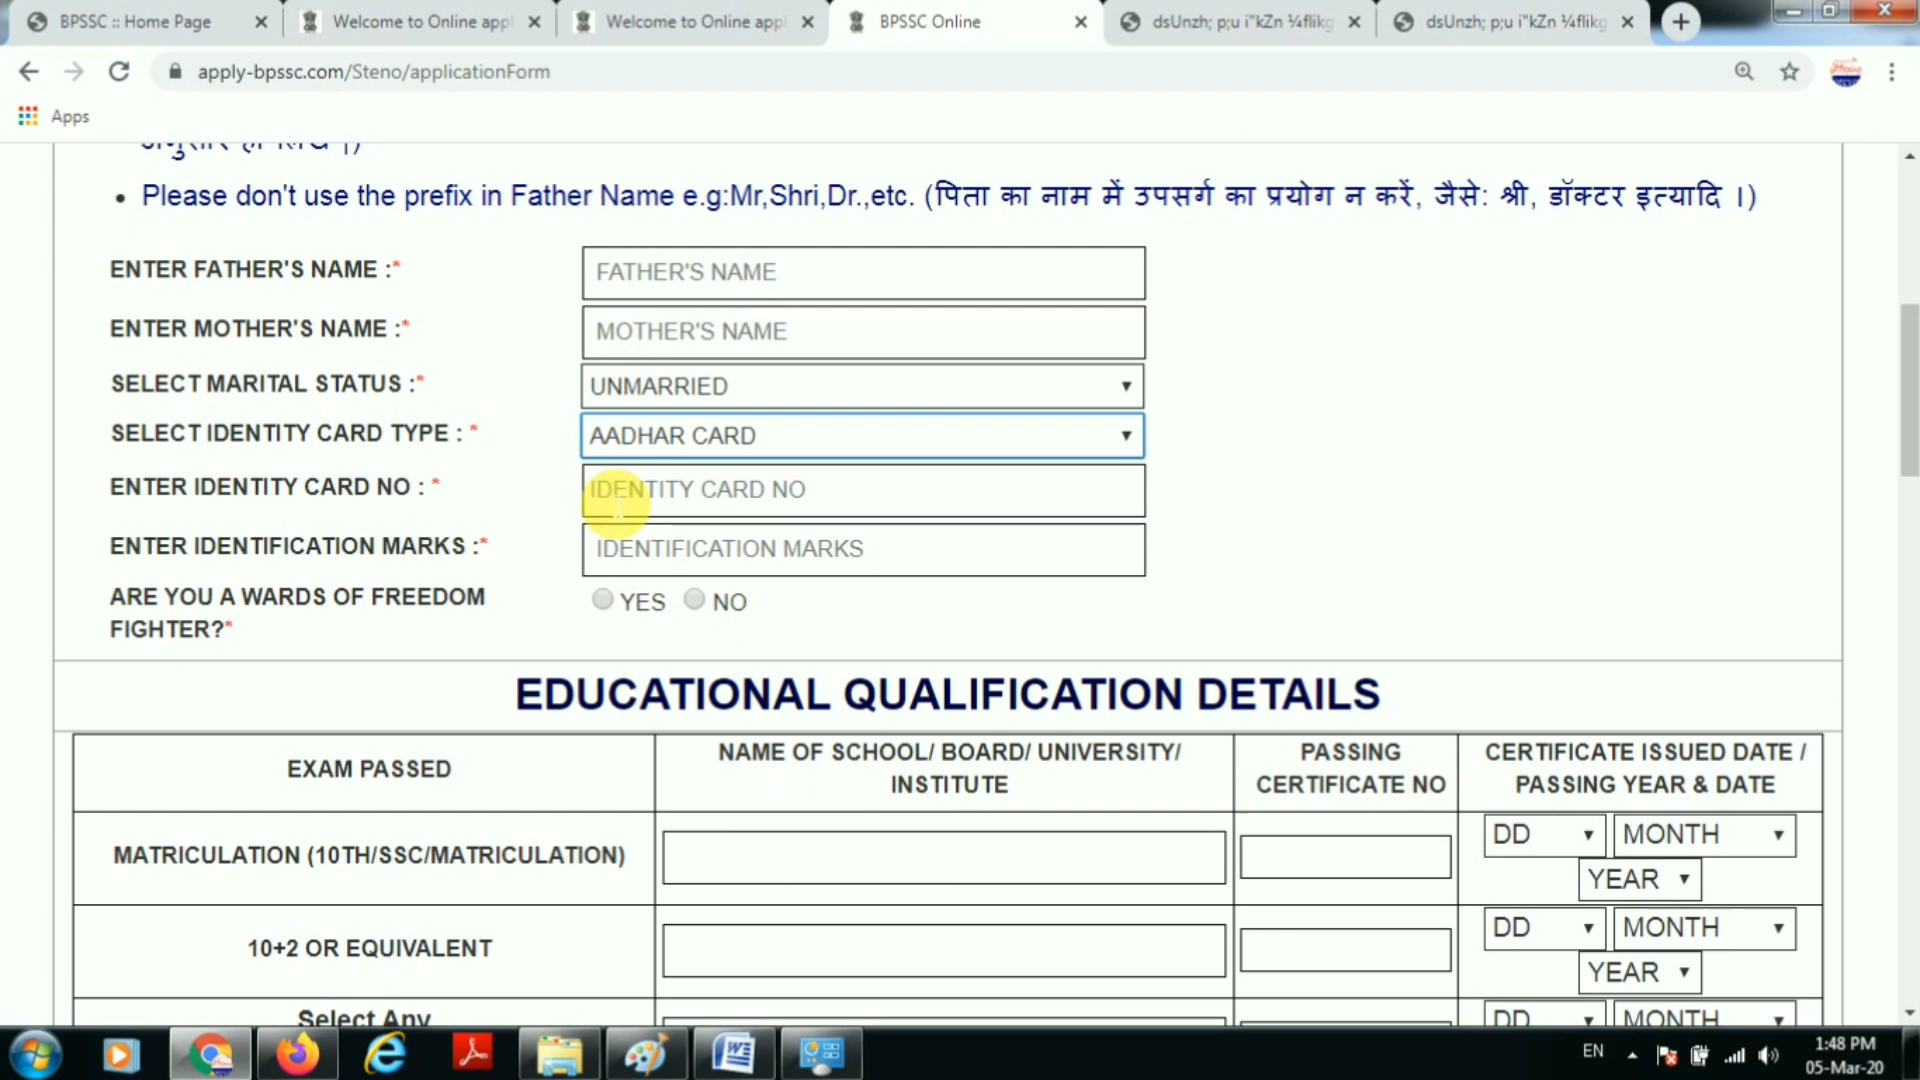 BPSSC :: Home Page
Welcome to Online appl
Welcome to Online appl
BPSSC Online
dsUnzh; p;u i"kZn ¼flikg
dsUnzh; p;u i"kZn ¼flikg
apply-bpssc.com/Steno/applicationForm
Apps
Please don't use the prefix in Father Name e.g:Mr,Shri,Dr.,etc. (पिता का नाम में उपसर्ग का प्रयोग न करें, जैसे: श्री, डॉक्टर इत्यादि ।)
ENTER FATHER'S NAME :*
FATHER'S NAME
ENTER MOTHER'S NAME :*
MOTHER'S NAME
SELECT MARITAL STATUS :*
UNMARRIED
SELECT IDENTITY CARD TYPE : *
AADHAR CARD
ENTER IDENTITY CARD NO : *
IDENTITY CARD NO
ENTER IDENTIFICATION MARKS :*
IDENTIFICATION MARKS
ARE YOU A WARDS OF FREEDOM
FIGHTER?*
YES NO
EDUCATIONAL QUALIFICATION DETAILS
EXAM PASSED
NAME OF SCHOOL/ BOARD/ UNIVERSITY/
INSTITUTE
PASSING
CERTIFICATE NO
CERTIFICATE ISSUED DATE /
PASSING YEAR & DATE
MATRICULATION (10TH/SSC/MATRICULATION)
DD MONTH
YEAR
10+2 OR EQUIVALENT
DD MONTH
YEAR
Select Any
DD MONTH
EN
1:48 PM
05-Mar-20